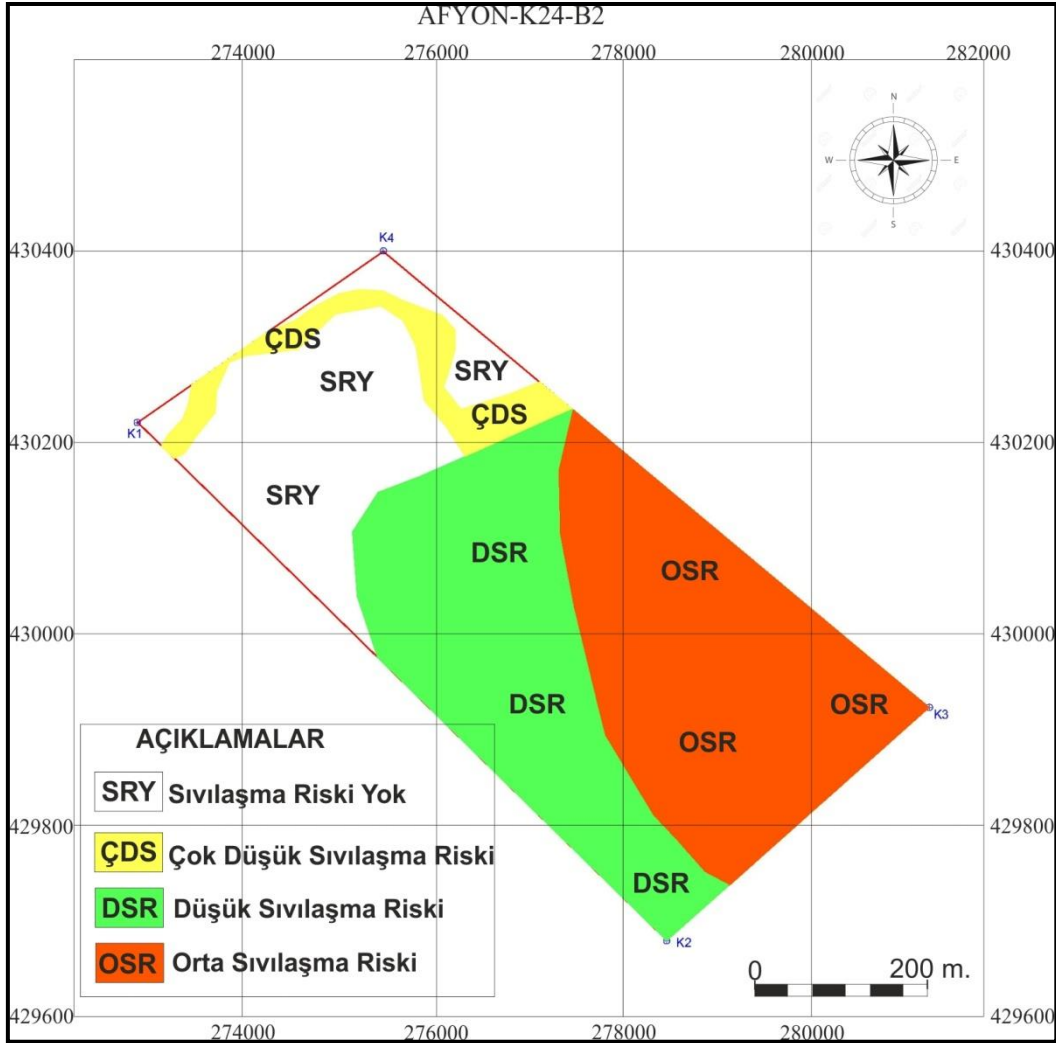 AFYON-K24-B2
274000 276000 278000 280000 282000
N
W E
S
430400 430400
K4
ÇDS
SRY
SRY
ÇDS
K1
430200 430200
SRY
DSR
OSR
430000 430000
DSR
OSR
OSR
K3
AÇIKLAMALAR
SRY Sıvılaşma Riski Yok
ÇDS Çok Düşük Sıvılaşma Riski
DSR Düşük Sıvılaşma Riski
OSR Orta Sıvılaşma Riski
429800 429800
DSR
K2
0 200 m.
429600 429600
274000 276000 278000 280000